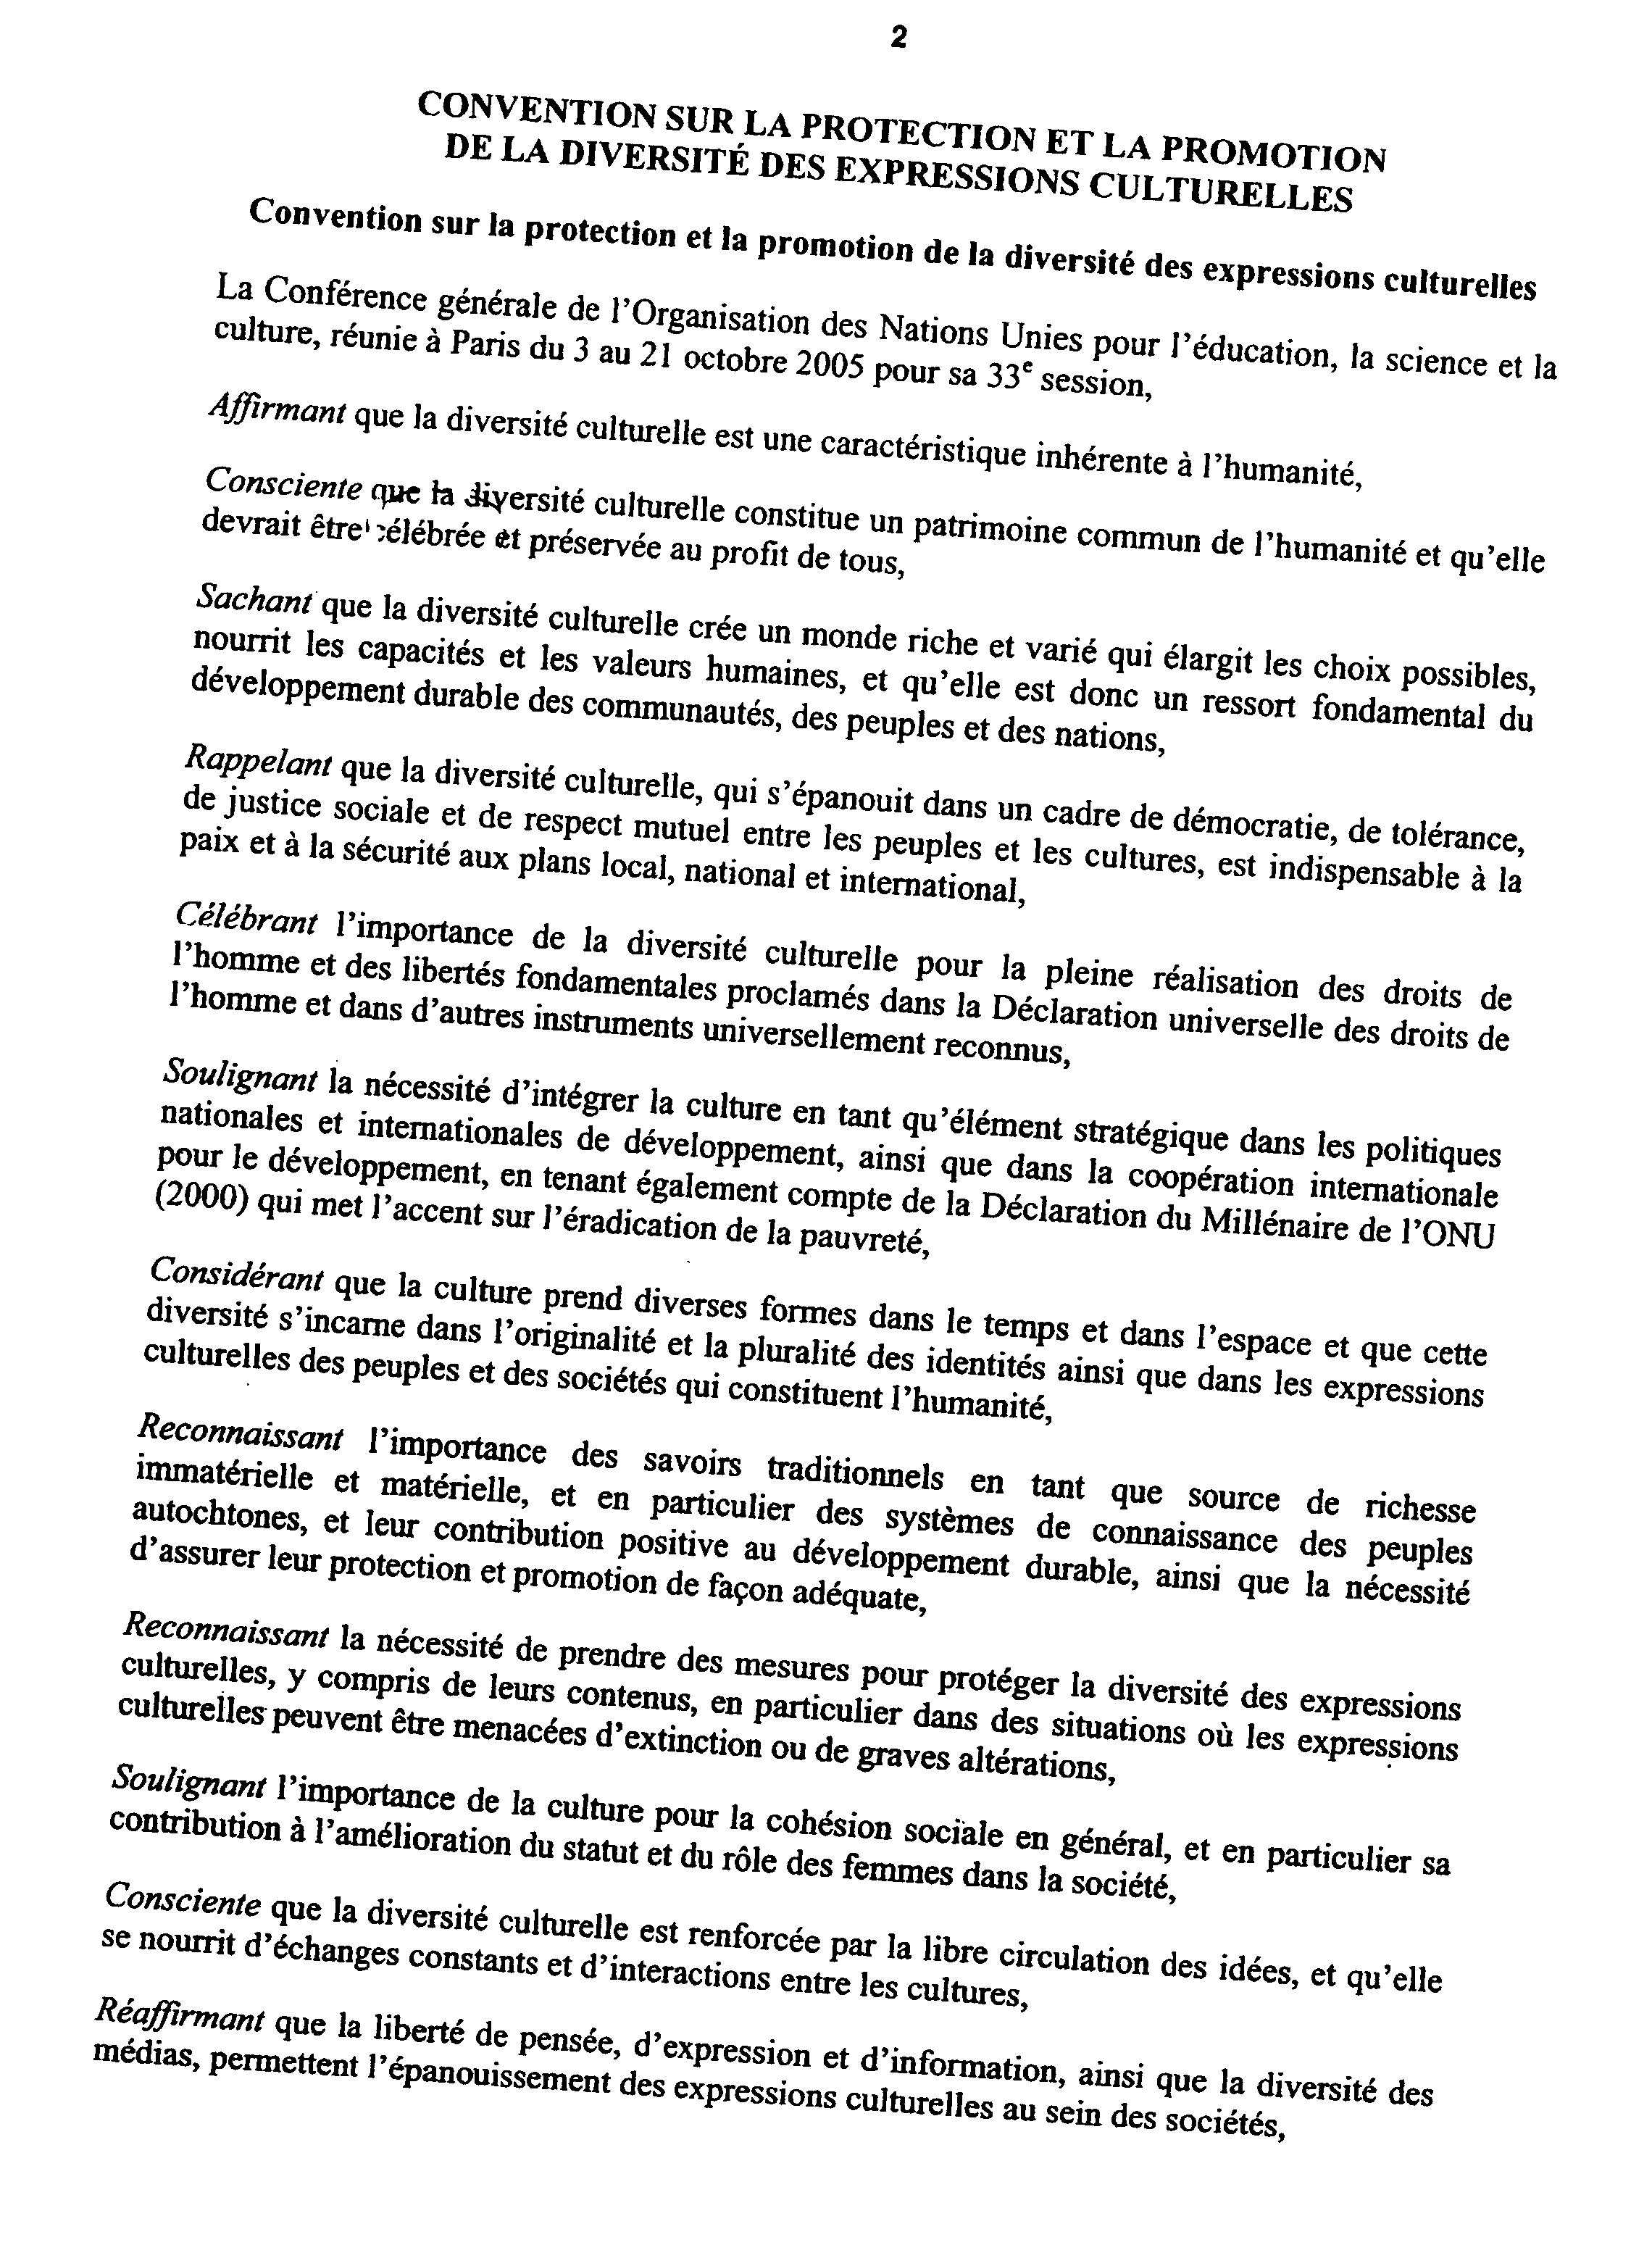 2
CONVENTION SUR LA PROTECTION ET LA PROMOTION
DE LA DIVERSITÉ DES EXPRESSIONS CULTURELLES
Convention sur la protection et la promotion de la diversité des expressions culturelles
La Conférence générale de l'Organisation des Nations Unies pour l'éducation, la science et la
culture, réunie à Paris du 3 au 21 octobre 2005 pour sa 33e session,
Affirmant que la diversité culturelle est une caractéristique inhérente à l'humanité,
Consciente que la diversité culturelle constitue un patrimoine commun de l'humanité et qu'elle
devrait être célébrée et préservée au profit de tous,
Sachant que la diversité culturelle crée un monde riche et varié qui élargit les choix possibles,
nourrit les capacités et les valeurs humaines, et qu'elle est donc un ressort fondamental du
développement durable des communautés, des peuples et des nations,
Rappelant que la diversité culturelle, qui s'épanouit dans un cadre de démocratie, de tolérance,
de justice sociale et de respect mutuel entre les peuples et les cultures, est indispensable à la
paix et à la sécurité aux plans local, national et international,
Célébrant l'importance de la diversité culturelle pour la pleine réalisation des droits de
l'homme et des libertés fondamentales proclamés dans la Déclaration universelle des droits de
l'homme et dans d'autres instruments universellement reconnus,
Soulignant la nécessité d'intégrer la culture en tant qu'élément stratégique dans les politiques
nationales et internationales de développement, ainsi que dans la coopération internationale
pour le développement, en tenant également compte de la Déclaration du Millénaire de l'ONU
(2000) qui met l'accent sur l'éradication de la pauvreté,
Considérant que la culture prend diverses formes dans le temps et dans l'espace et que cette
diversité s'incarne dans l'originalité et la pluralité des identités ainsi que dans les expressions
culturelles des peuples et des sociétés qui constituent l'humanité,
Reconnaissant l'importance des savoirs traditionnels en tant que source de richesse
immatérielle et matérielle, et en particulier des systèmes de connaissance des peuples
autochtones, et leur contribution positive au développement durable, ainsi que la nécessité
d'assurer leur protection et promotion de façon adéquate,
Reconnaissant la nécessité de prendre des mesures pour protéger la diversité des expressions
culturelles, y compris de leurs contenus, en particulier dans des situations où les expressions
culturelles peuvent être menacées d'extinction ou de graves altérations,
Soulignant l'importance de la culture pour la cohésion sociale en général, et en particulier sa
contribution à l'amélioration du statut et du rôle des femmes dans la société,
Consciente que la diversité culturelle est renforcée par la libre circulation des idées, et qu'elle
se nourrit d'échanges constants et d'interactions entre les cultures,
Réaffirmant que la liberté de pensée, d'expression et d'information, ainsi que la diversité des
médias, permettent l'épanouissement des expressions culturelles au sein des sociétés,